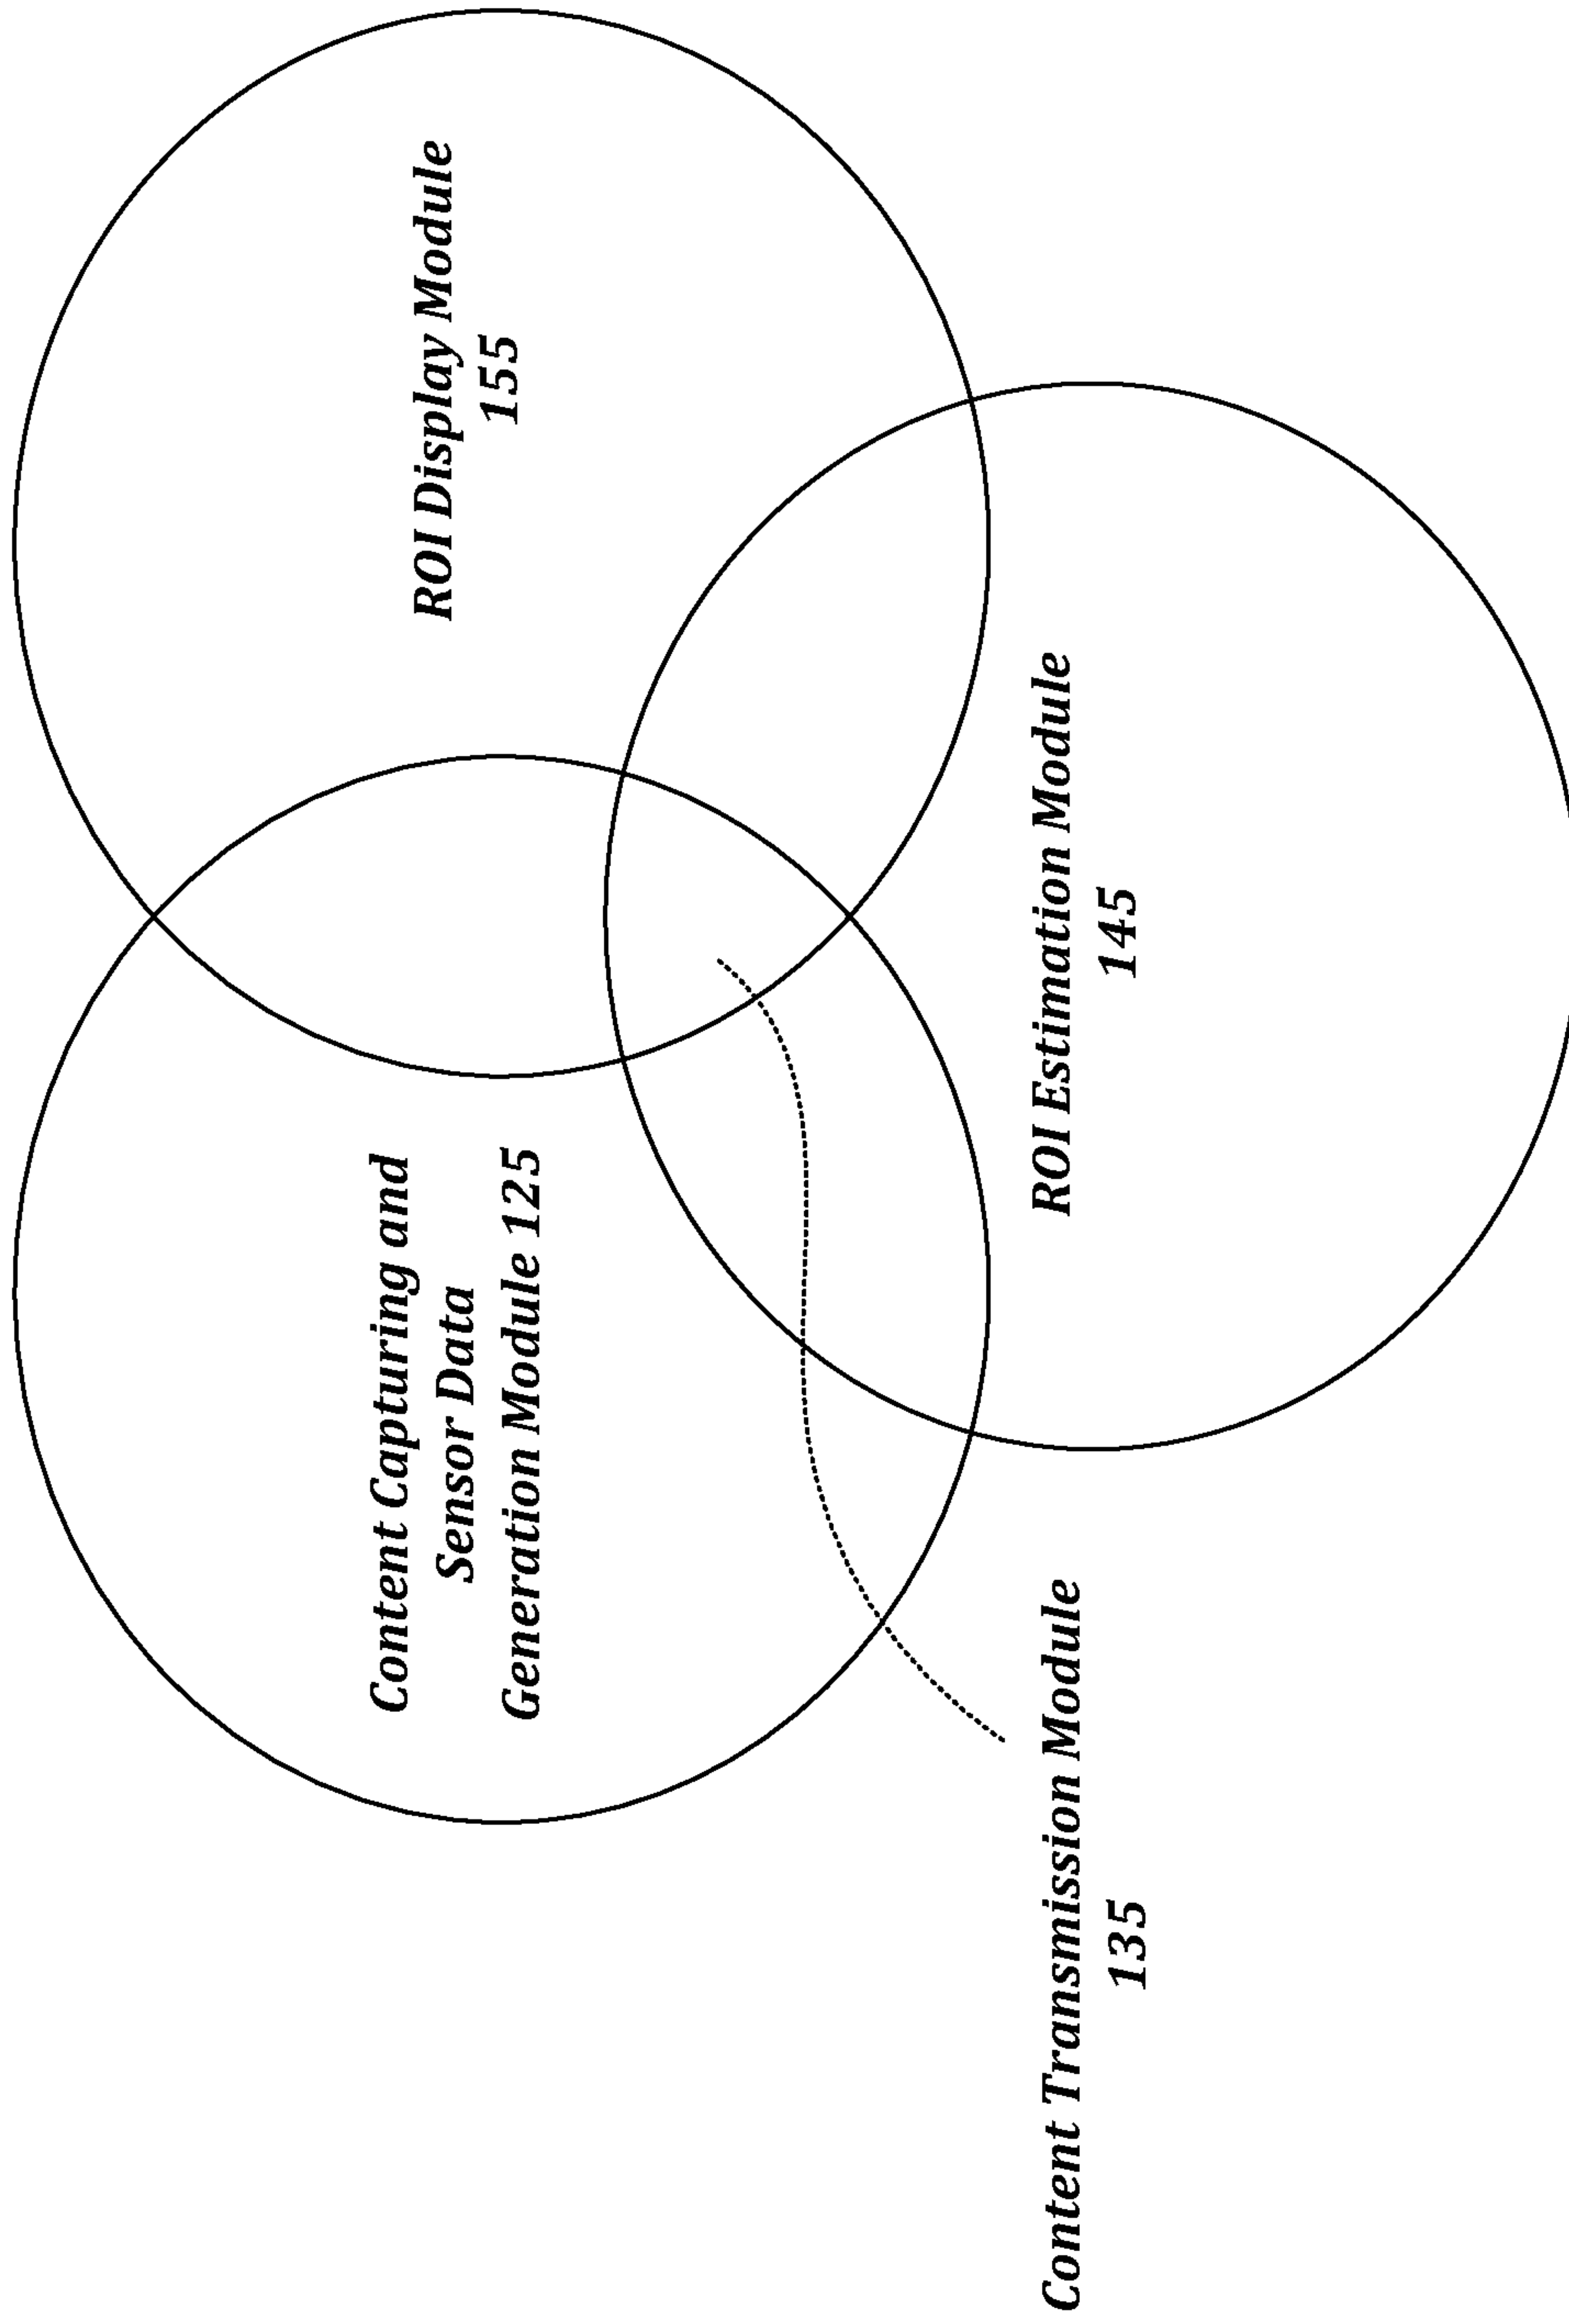 Content Capturing and
Sensor Data
Generation Module 125
ROI Display Module
155
ROI Estimation Module
145
Content Transmission Module
135